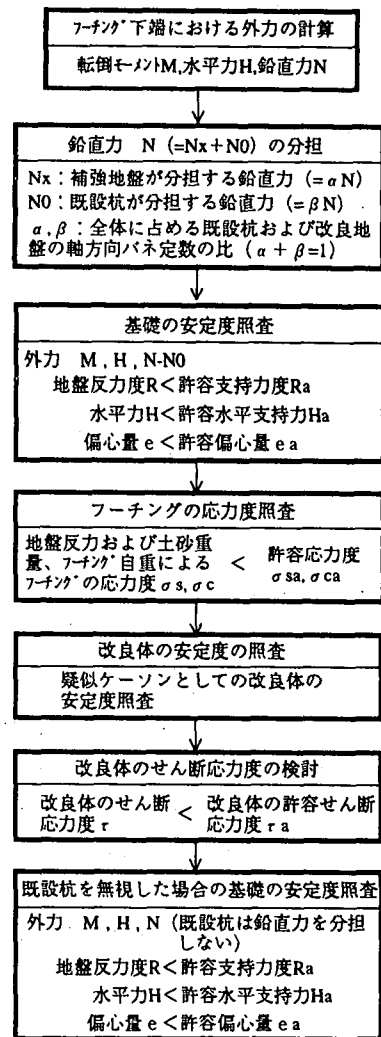 フーチング下端における外力の計算
転倒モーメントM,水平力H,鉛直力N
鉛直力 N (=Nx+N0) の分担
Nx:補強地盤が分担する鉛直力 (=αN)
N0:既設杭が分担する鉛直力 (=βN)
α,β:全体に占める既設杭および改良地
盤の軸方向バネ定数の比 (α+β=1)
基礎の安定度照査
外力 M,H,N-N0
地盤反力度R<許容支持力度Ra
水平力H<許容水平支持力Ha
偏心量e<許容偏心量ea
フーチングの応力度照査
地盤反力および土砂重
量、フーチング自重による
フーチングの応力度σs,σc
< 許容応力度
σsa,σca
改良体の安定度の照査
疑似ケーソンとしての改良体の
安定度照査
改良体のせん断応力度の検討
改良体のせん断
応力度τ
< 改良体の許容せん断
応力度τa
既設杭を無視した場合の基礎の安定度照査
外力 M,H,N (既設杭は鉛直力を分担
しない)
地盤反力度R<許容支持力度Ra
水平力H<許容水平支持力Ha
偏心量e<許容偏心量ea